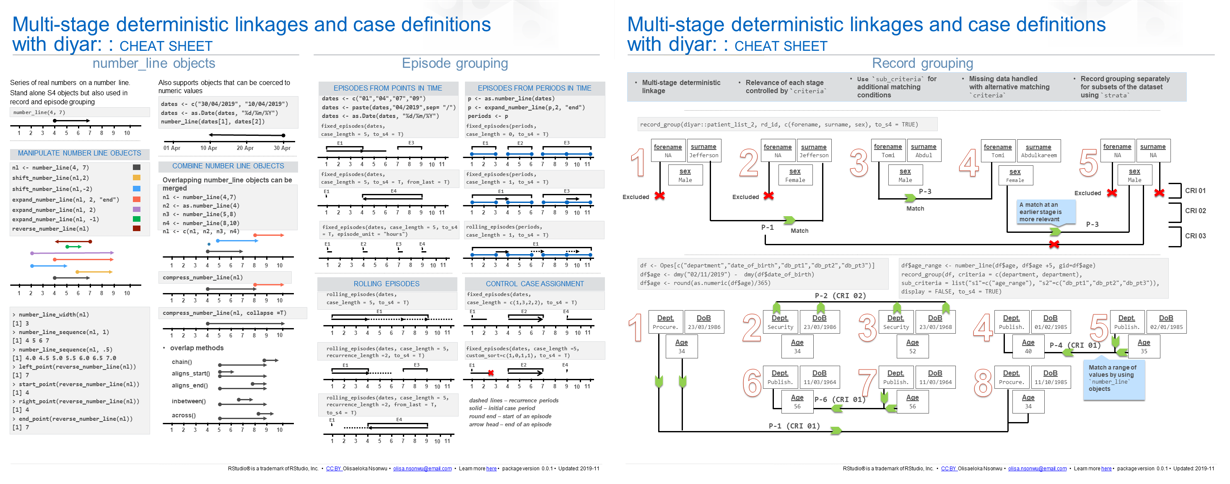 Multi-stage deterministic linkages and case definitions
with diyar: : CHEAT SHEET
number_line objects
Series of real numbers on a number line.
Stand alone S4 objects but also used in
record and episode grouping
number_line(4, 7)
1 2 3 4 5 6 7 8 9 10
MANIPULATE NUMBER LINE OBJECTS
nl <- number_line(4, 7)
shift_number_line(nl,2)
shift_number_line(nl,-2)
expand_number_line(nl, 2, "end")
expand_number_line(nl, 2)
expand_number_line(nl, -1)
reverse_number_line(nl)
1 2 3 4 5 6 7 8 9 10
> number_line_width(nl)
[1] 3
> number_line_sequence(nl, 1)
[1] 4 5 6 7
> number_line_sequence(nl, .5)
[1] 4.0 4.5 5.0 5.5 6.0 6.5 7.0
> left_point(reverse_number_line(nl))
[1] 7
> start_point(reverse_number_line(nl))
[1] 4
> right_point(reverse_number_line(nl))
[1] 4
> end_point(reverse_number_line(nl))
[1] 7
Also supports objects that can be coerced to
numeric values
dates <- c("30/04/2019", "10/04/2019")
dates <- as.Date(dates, "%d/%m/%Y")
number_line(dates[1], dates[2])
01 Apr 10 Apr 20 Apr 30 Apr
COMBINE NUMBER LINE OBJECTS
Overlapping number_line objects can be
merged
n1 <- number_line(4,7)
n2 <- as.number_line(4)
n3 <- number_line(5,8)
n4 <- number_line(8,10)
nl <- c(n1, n2, n3, n4)
1 2 3 4 5 6 7 8 9 10
compress_number_line(nl)
1 2 3 4 5 6 7 8 9 10
compress_number_line(nl, collapse =T)
1 2 3 4 5 6 7 8 9 10
• overlap methods
chain()
aligns_start()
aligns_end()
inbetween()
across()
1 2 3 4 5 6 7 8 9 10
Episode grouping
EPISODES FROM POINTS IN TIME
dates <- c("01","04","07","09")
dates <- paste(dates,"04/2019",sep= "/")
dates <- as.Date(dates, "%d/%m/%Y")
fixed_episodes(dates,
case_length = 5, to_s4 = T)
E1 E3
1 2 3 4 5 6 7 8 9 10 11
fixed_episodes(dates,
case_length = 5, to_s4 = T, from_last = T)
E1 E4
1 2 3 4 5 6 7 8 9 10 11
fixed_episodes(dates, case_length = 5, to_s4
= T, episode_unit = "hours")
E1 E2 E3 E4
1 2 3 4 5 6 7 8 9 10 11
EPISODES FROM PERIODS IN TIME
p <- as.number_line(dates)
p <- expand_number_line(p,2, "end")
periods <- p
fixed_episodes(periods,
case_length = 0, to_s4 = T)
E1 E2 E3
1 2 3 4 5 6 7 8 9 10 11
fixed_episodes(periods,
case_length = 1, to_s4 = T)
E1 E3
1 2 3 4 5 6 7 8 9 10 11
rolling_episodes(periods,
case_length = 1, to_s4 = T)
E1
1 2 3 4 5 6 7 8 9 10 11
ROLLING EPISODES
rolling_episodes(dates,
case_length = 5, to_s4 = T)
E1
1 2 3 4 5 6 7 8 9 10 11
rolling_episodes(dates, case_length = 5,
recurrence_length =2, to_s4 = T)
E1 E3
1 2 3 4 5 6 7 8 9 10 11
rolling_episodes(dates, case_length = 5,
recurrence_length =2, from_last = T,
to_s4 = T)
E1 E4
1 2 3 4 5 6 7 8 9 10 11
CONTROL CASE ASSIGNMENT
fixed_episodes(dates,
case_length = c(1,3,2,2), to_s4 = T)
E1 E2 E4
1 2 3 4 5 6 7 8 9 10 11
fixed_episodes(dates, case_length =5,
custom_sort=c(1,0,1,1), to_s4 = T)
E1 E2 E4
1 2 3 4 5 6 7 8 9 10 11
dashed lines – recurrence periods
solid – initial case period
round end – start of an episode
arrow head – end of an episode
RStudio® is a trademark of RStudio, Inc. • CC BY Olisaeloka Nsonwu • olisa.nsonwu@email.com • Learn more here • package version 0.0.1 • Updated: 2019-11
Multi-stage deterministic linkages and case definitions
with diyar: : CHEAT SHEET
Record grouping
• Multi-stage deterministic
linkage
• Relevance of each stage
controlled by `criteria`
• Use `sub_criteria` for
additional matching
conditions
• Missing data handled
with alternative matching
`criteria`
• Record grouping separately
for subsets of the dataset
using `strata`
record_group(diyar::patient_list_2, rd_id, c(forename, surname, sex), to_s4 = TRUE)
1 forename NA surname Jefferson sex Male
2 forename NA surname Jefferson sex Female
3 forename Tomi surname Abdul sex Male
4 forename Tomi surname Abdulkareem sex Female
5 forename NA surname NA sex Male
Excluded
Excluded
Excluded
P-3
Match
P-1
Match
A match at an
earlier stage is
more relevant
P-3
CRI 01
CRI 02
CRI 03
df <- Opes[c("department","date_of_birth","db_pt1","db_pt2","db_pt3")]
df$age <- dmy("02/11/2019") - dmy(df$date_of_birth)
df$age <- round(as.numeric(df$age)/365)
df$age_range <- number_line(df$age, df$age +5, gid=df$age)
record_group(df, criteria = c(department, department),
sub_criteria = list("s1"=c("age_range"), "s2"=c("db_pt1","db_pt2","db_pt3")),
display = FALSE, to_s4 = TRUE)
P-2 (CRI 02)
1 Dept. Procure. DoB 23/03/1986 Age 34
2 Dept. Security DoB 23/03/1986 Age 34
3 Dept. Security DoB 23/03/1968 Age 52
4 Dept. Publish. DoB 01/02/1985 Age 40
5 Dept. Publish. DoB 02/01/1985 Age 35
P-4 (CRI 01)
6 Dept. Publish. DoB 11/03/1964 Age 56
7 Dept. Publish. DoB 11/03/1964 Age 56
8 Dept. Procure. DoB 11/10/1985 Age 34
P-6 (CRI 01)
Match a range of
values by using
`number_line`
objects
P-1 (CRI 01)
RStudio® is a trademark of RStudio, Inc. • CC BY Olisaeloka Nsonwu • olisa.nsonwu@email.com • Learn more here • package version 0.0.1 • Updated: 2019-11